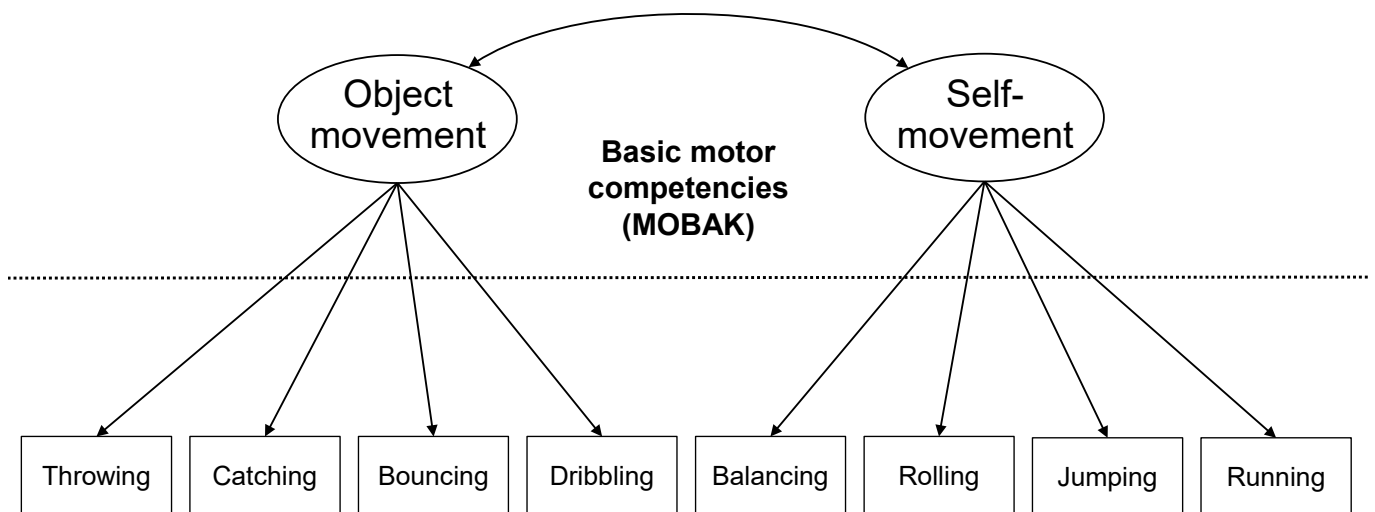 Object
movement
Self-
movement
Basic motor
competencies
(MOBAK)
Throwing
Catching
Bouncing
Dribbling
Balancing
Rolling
Jumping
Running